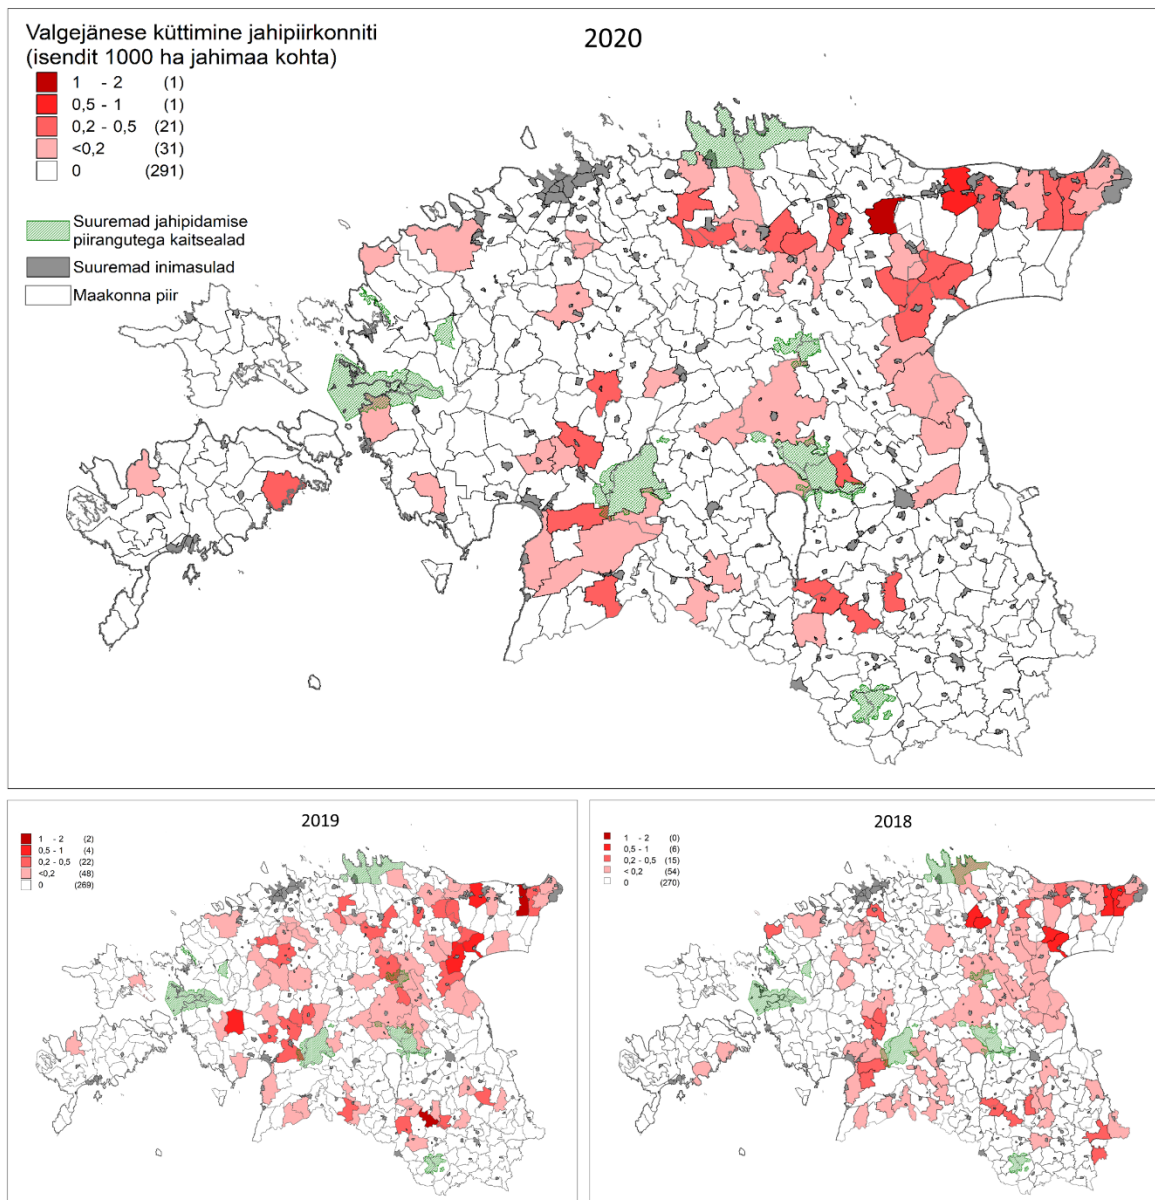 Valgejänese küttimine jahipiirkonniti
(isendit 1000 ha jahimaa kohta)
2020
1 - 2 (1)
0,5 - 1 (1)
0,2 - 0,5 (21)
<0,2 (31)
0 (291)
Suuremad jahipidamise
piirangutega kaitsealad
Suuremad inimasulad
Maakonna piir
2019
1 - 2 (2)
0,5 - 1 (4)
0,2 - 0,5 (22)
<0,2 (48)
0 (269)
2018
1 - 2 (0)
0,5 - 1 (6)
0,2 - 0,5 (15)
< 0,2 (54)
0 (270)